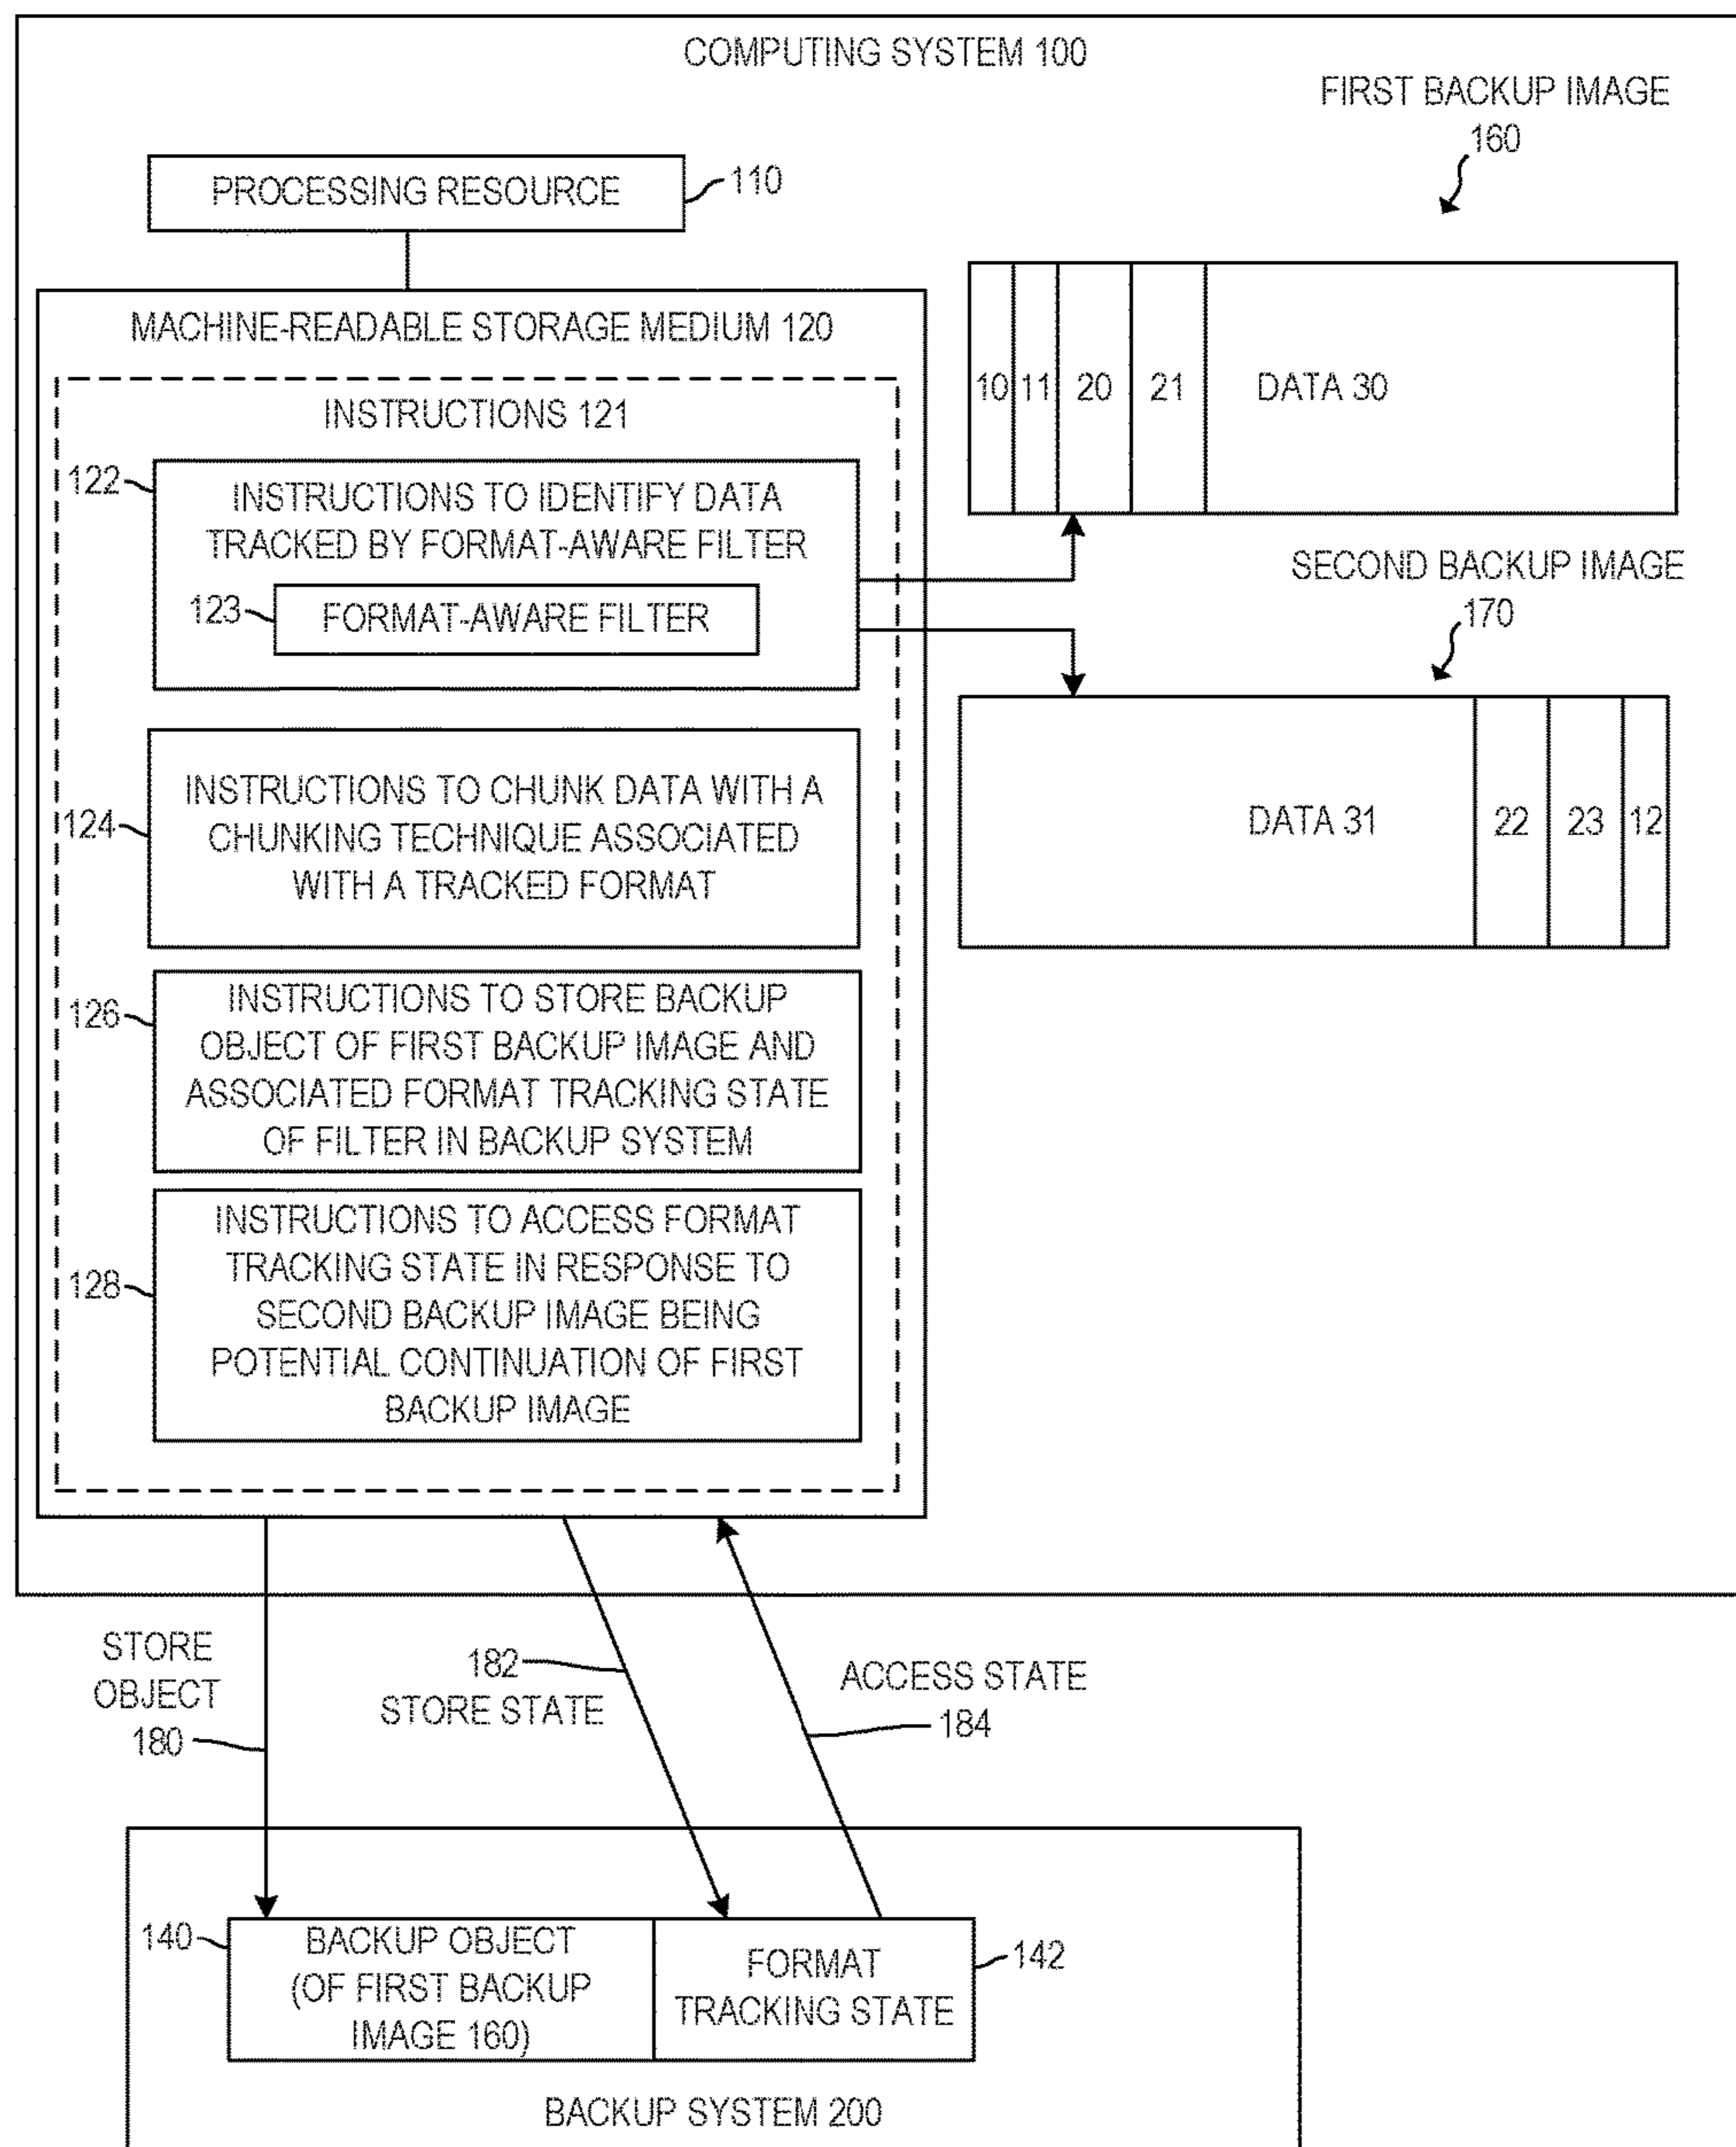 COMPUTING SYSTEM 100
FIRST BACKUP IMAGE
160
PROCESSING RESOURCE
110
MACHINE-READABLE STORAGE MEDIUM 120
10
11
20
21
DATA 30
INSTRUCTIONS 121
122
INSTRUCTIONS TO IDENTIFY DATA
TRACKED BY FORMAT-AWARE FILTER
123
FORMAT-AWARE FILTER
SECOND BACKUP IMAGE
170
124
INSTRUCTIONS TO CHUNK DATA WITH A
CHUNKING TECHNIQUE ASSOCIATED
WITH A TRACKED FORMAT
DATA 31
22
23
12
126
INSTRUCTIONS TO STORE BACKUP
OBJECT OF FIRST BACKUP IMAGE AND
ASSOCIATED FORMAT TRACKING STATE
OF FILTER IN BACKUP SYSTEM
128
INSTRUCTIONS TO ACCESS FORMAT
TRACKING STATE IN RESPONSE TO
SECOND BACKUP IMAGE BEING
POTENTIAL CONTINUATION OF FIRST
BACKUP IMAGE
STORE
OBJECT
180
182
STORE STATE
ACCESS STATE
184
140
BACKUP OBJECT
(OF FIRST BACKUP
IMAGE 160)
FORMAT
TRACKING STATE
142
BACKUP SYSTEM 200